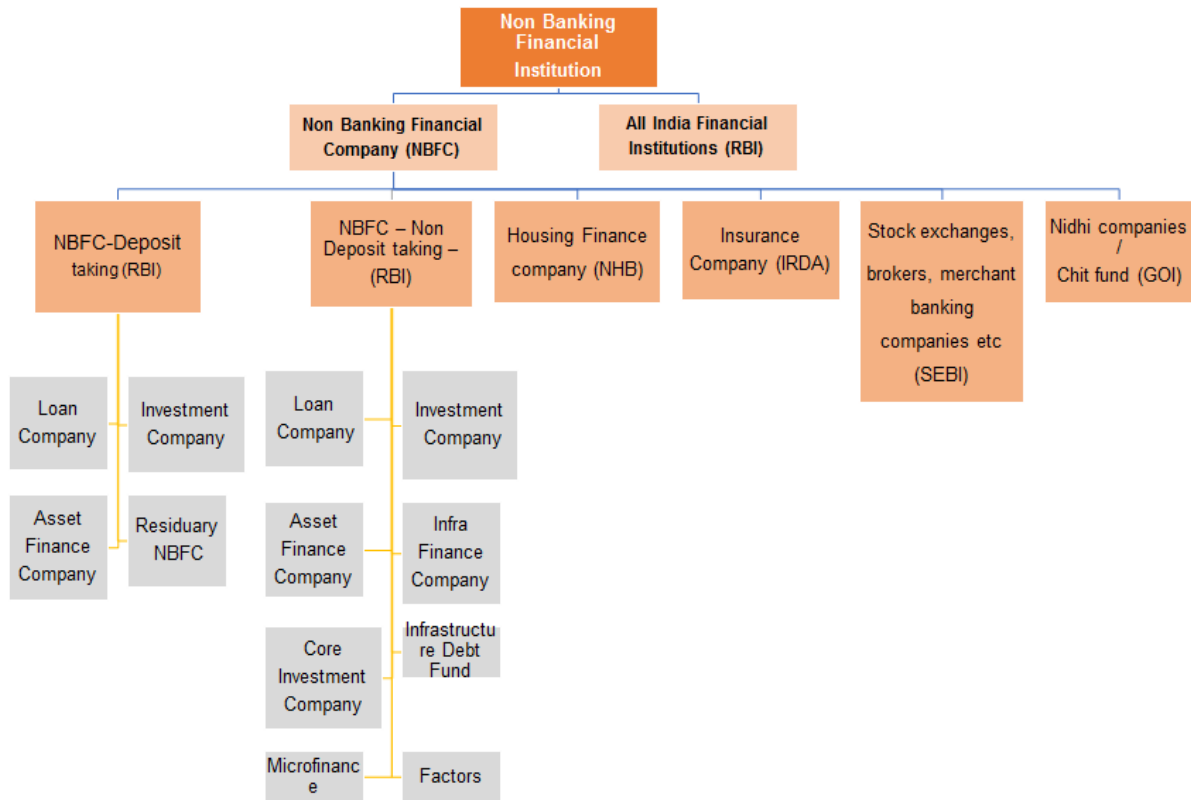 Non Banking
Financial
Institution
Non Banking Financial
Company (NBFC)
All India Financial
Institutions (RBI)
NBFC-Deposit
taking (RBI)
NBFC – Non
Deposit taking –
(RBI)
Housing Finance
company (NHB)
Insurance
Company (IRDA)
Stock exchanges,
brokers, merchant
banking
companies etc
(SEBI)
Nidhi companies
/
Chit fund (GOI)
Loan
Company
Investment
Company
Asset
Finance
Company
Residuary
NBFC
Loan
Company
Investment
Company
Asset
Finance
Company
Infra
Finance
Company
Core
Investment
Company
Infrastructu
re Debt
Fund
Microfinanc
e
Factors